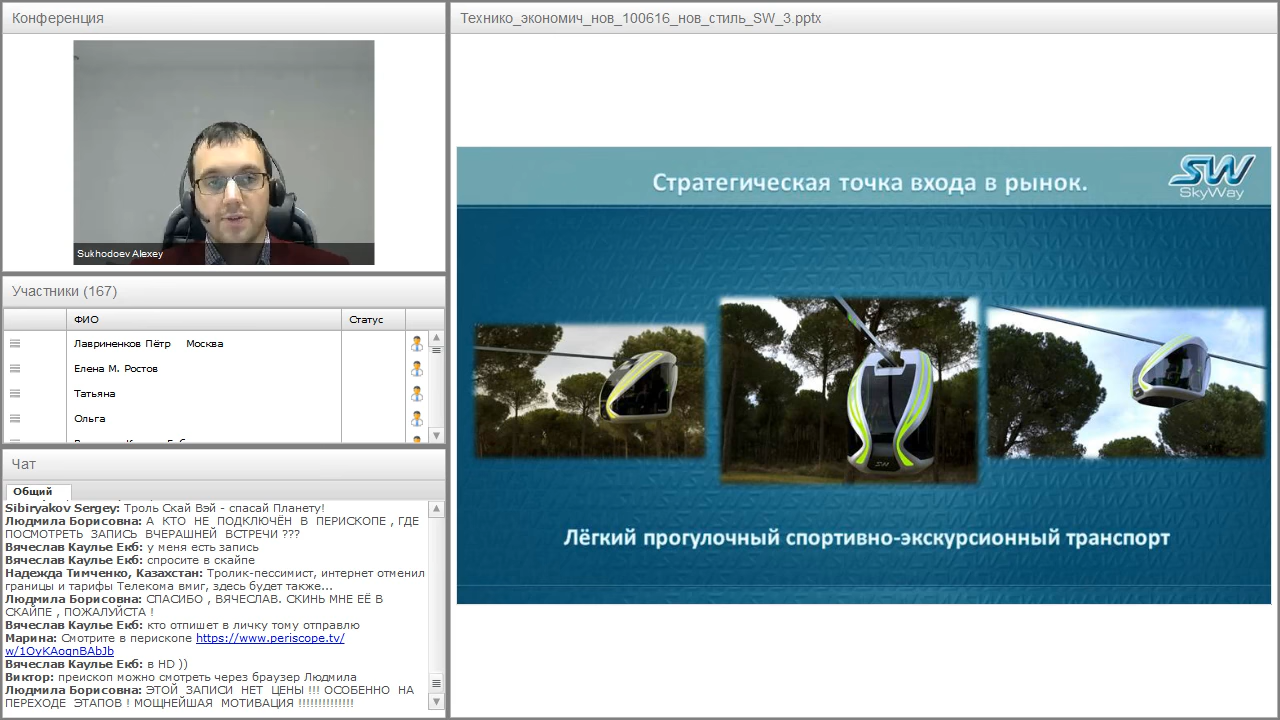 Конференция
Sukhodoev Alexey
Участники (167)
ФИО
Статус
Лавриненков Пётр Москва
Елена М. Ростов
Татьяна
Ольга
Чат
Общий
Sibiryakov Sergey: Троль Скай Вэй - спасай Планету!
Людмила Борисовна: А КТО НЕ ПОДКЛЮЧЁН В ПЕРИСКОПЕ , ГДЕ
ПОСМОТРЕТЬ ЗАПИСЬ ВЧЕРАШНЕЙ ВСТРЕЧИ ???
Вячеслав Каулье Екб: у меня есть запись
Вячеслав Каулье Екб: спросите в скайпе
Надежда Тимченко, Казахстан: Тролик-пессимист, интернет отменил
границы и тарифы Телекома вмиг, здесь будет также...
Людмила Борисовна: СПАСИБО , ВЯЧЕСЛАВ. СКИНЬ МНЕ ЕЁ В
СКАЙПЕ , ПОЖАЛУЙСТА !
Вячеслав Каулье Екб: кто отпишет в личку тому отправлю
Марина: Смотрите в перископе https://www.periscope.tv/
w/1OyKAoqnBAbJb
Вячеслав Каулье Екб: в HD ))
Виктор: преископ можно смотреть через браузер Людмила
Людмила Борисовна: ЭТОЙ ЗАПИСИ НЕТ ЦЕНЫ !!! ОСОБЕННО НА
ПЕРЕХОДЕ ЭТАПОВ ! МОЩНЕЙШАЯ МОТИВАЦИЯ !!!!!!!!!!!!!!
Технико_экономич_нов_100616_нов_стиль_SW_3.pptx
Стратегическая точка входа в рынок.
SW
SkyWay
Лёгкий прогулочный спортивно-экскурсионный транспорт